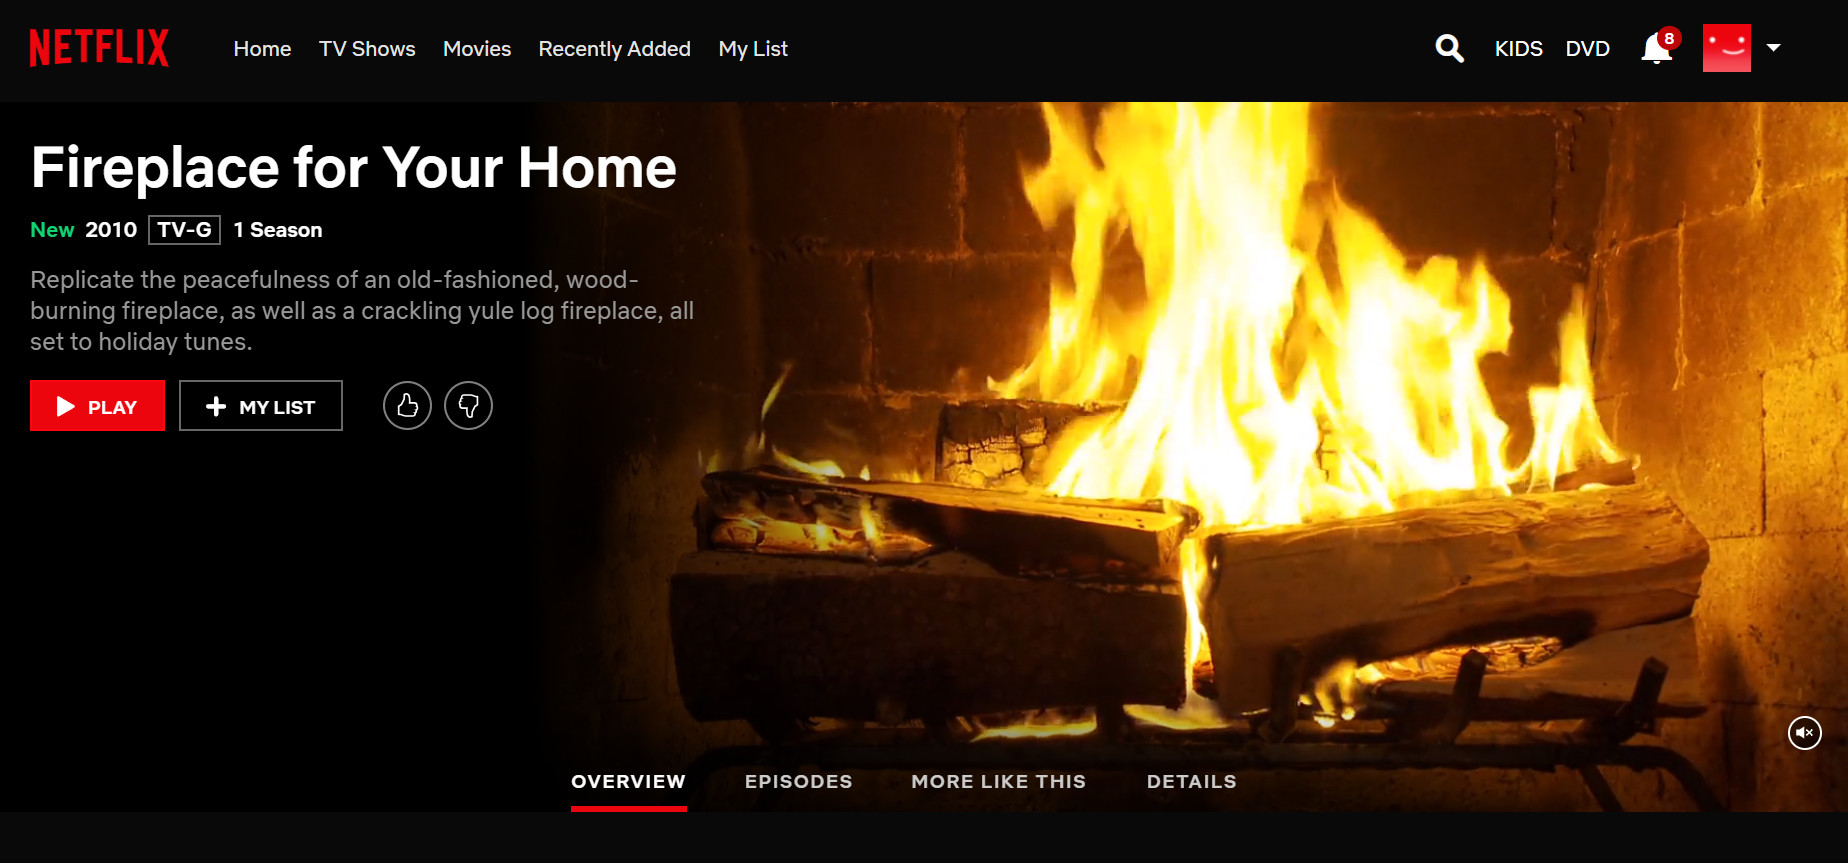 NETFLIX
Home TV Shows Movies Recently Added My List
KIDS DVD 8
Fireplace for Your Home
New 2010 TV-G 1 Season
Replicate the peacefulness of an old-fashioned, wood-
burning fireplace, as well as a crackling yule log fireplace, all
set to holiday tunes.
PLAY MY LIST
OVERVIEW EPISODES MORE LIKE THIS DETAILS